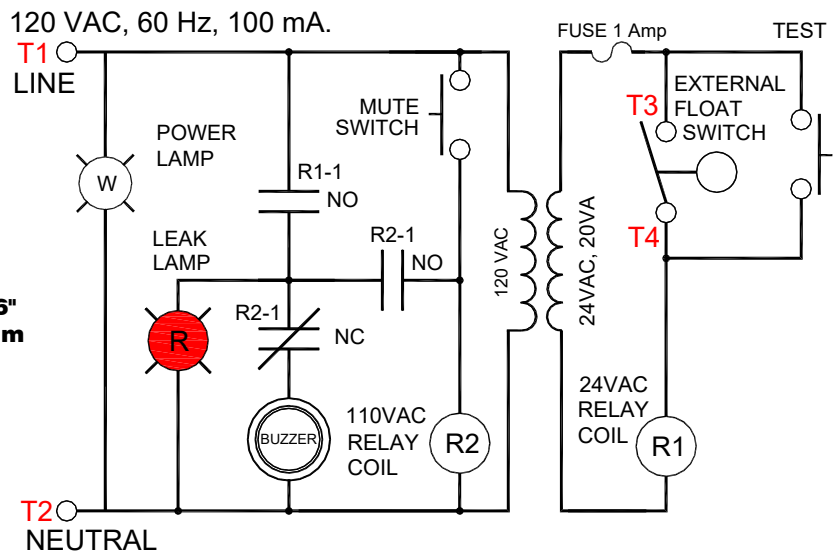 120 VAC, 60 Hz, 100 mA.
T1
LINE
FUSE 1 Amp
TEST
POWER
LAMP
W
MUTE
SWITCH
T3
EXTERNAL
FLOAT
SWITCH
R1-1
NO
T4
LEAK
LAMP
R2-1
NO
120 VAC
24VAC, 20VA
6"
m
R
R2-1
NC
BUZZER
110VAC
RELAY
COIL
R2
24VAC
RELAY
COIL
R1
T2
NEUTRAL